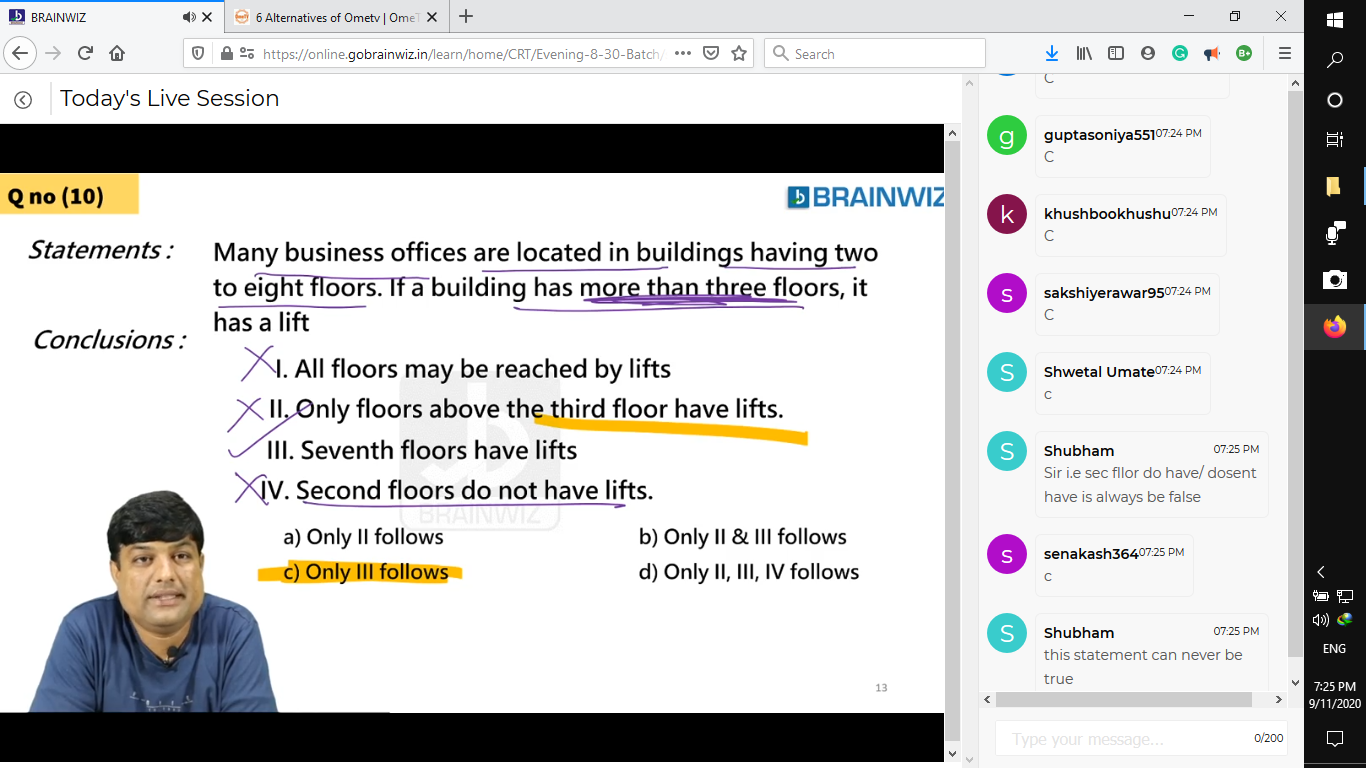 BRAINWIZ
6 Alternatives of Ometv | OmeT
https://online.gobrainwiz.in/learn/home/CRT/Evening-8-30-Batch/
Search
Today's Live Session
Q no (10)
BRAINWIZ
Statements :
Many business offices are located in buildings having two
to eight floors. If a building has more than three floors, it
has a lift
Conclusions :
I. All floors may be reached by lifts
II. Only floors above the third floor have lifts.
III. Seventh floors have lifts
IV. Second floors do not have lifts.
BRAINWIZ
a) Only II follows
b) Only II & III follows
c) Only III follows
d) Only II, III, IV follows
13
C
g
guptasoniya551 07:24 PM
C
k
khushbookhushu 07:24 PM
C
s
sakshiyerawar95 07:24 PM
C
S
Shwetal Umate 07:24 PM
c
S
Shubham 07:25 PM
Sir i.e sec fllor do have/ dosent
have is always be false
s
senakash364 07:25 PM
c
S
Shubham 07:25 PM
this statement can never be
true
Type your message...
0/200
ENG
7:25 PM
9/11/2020